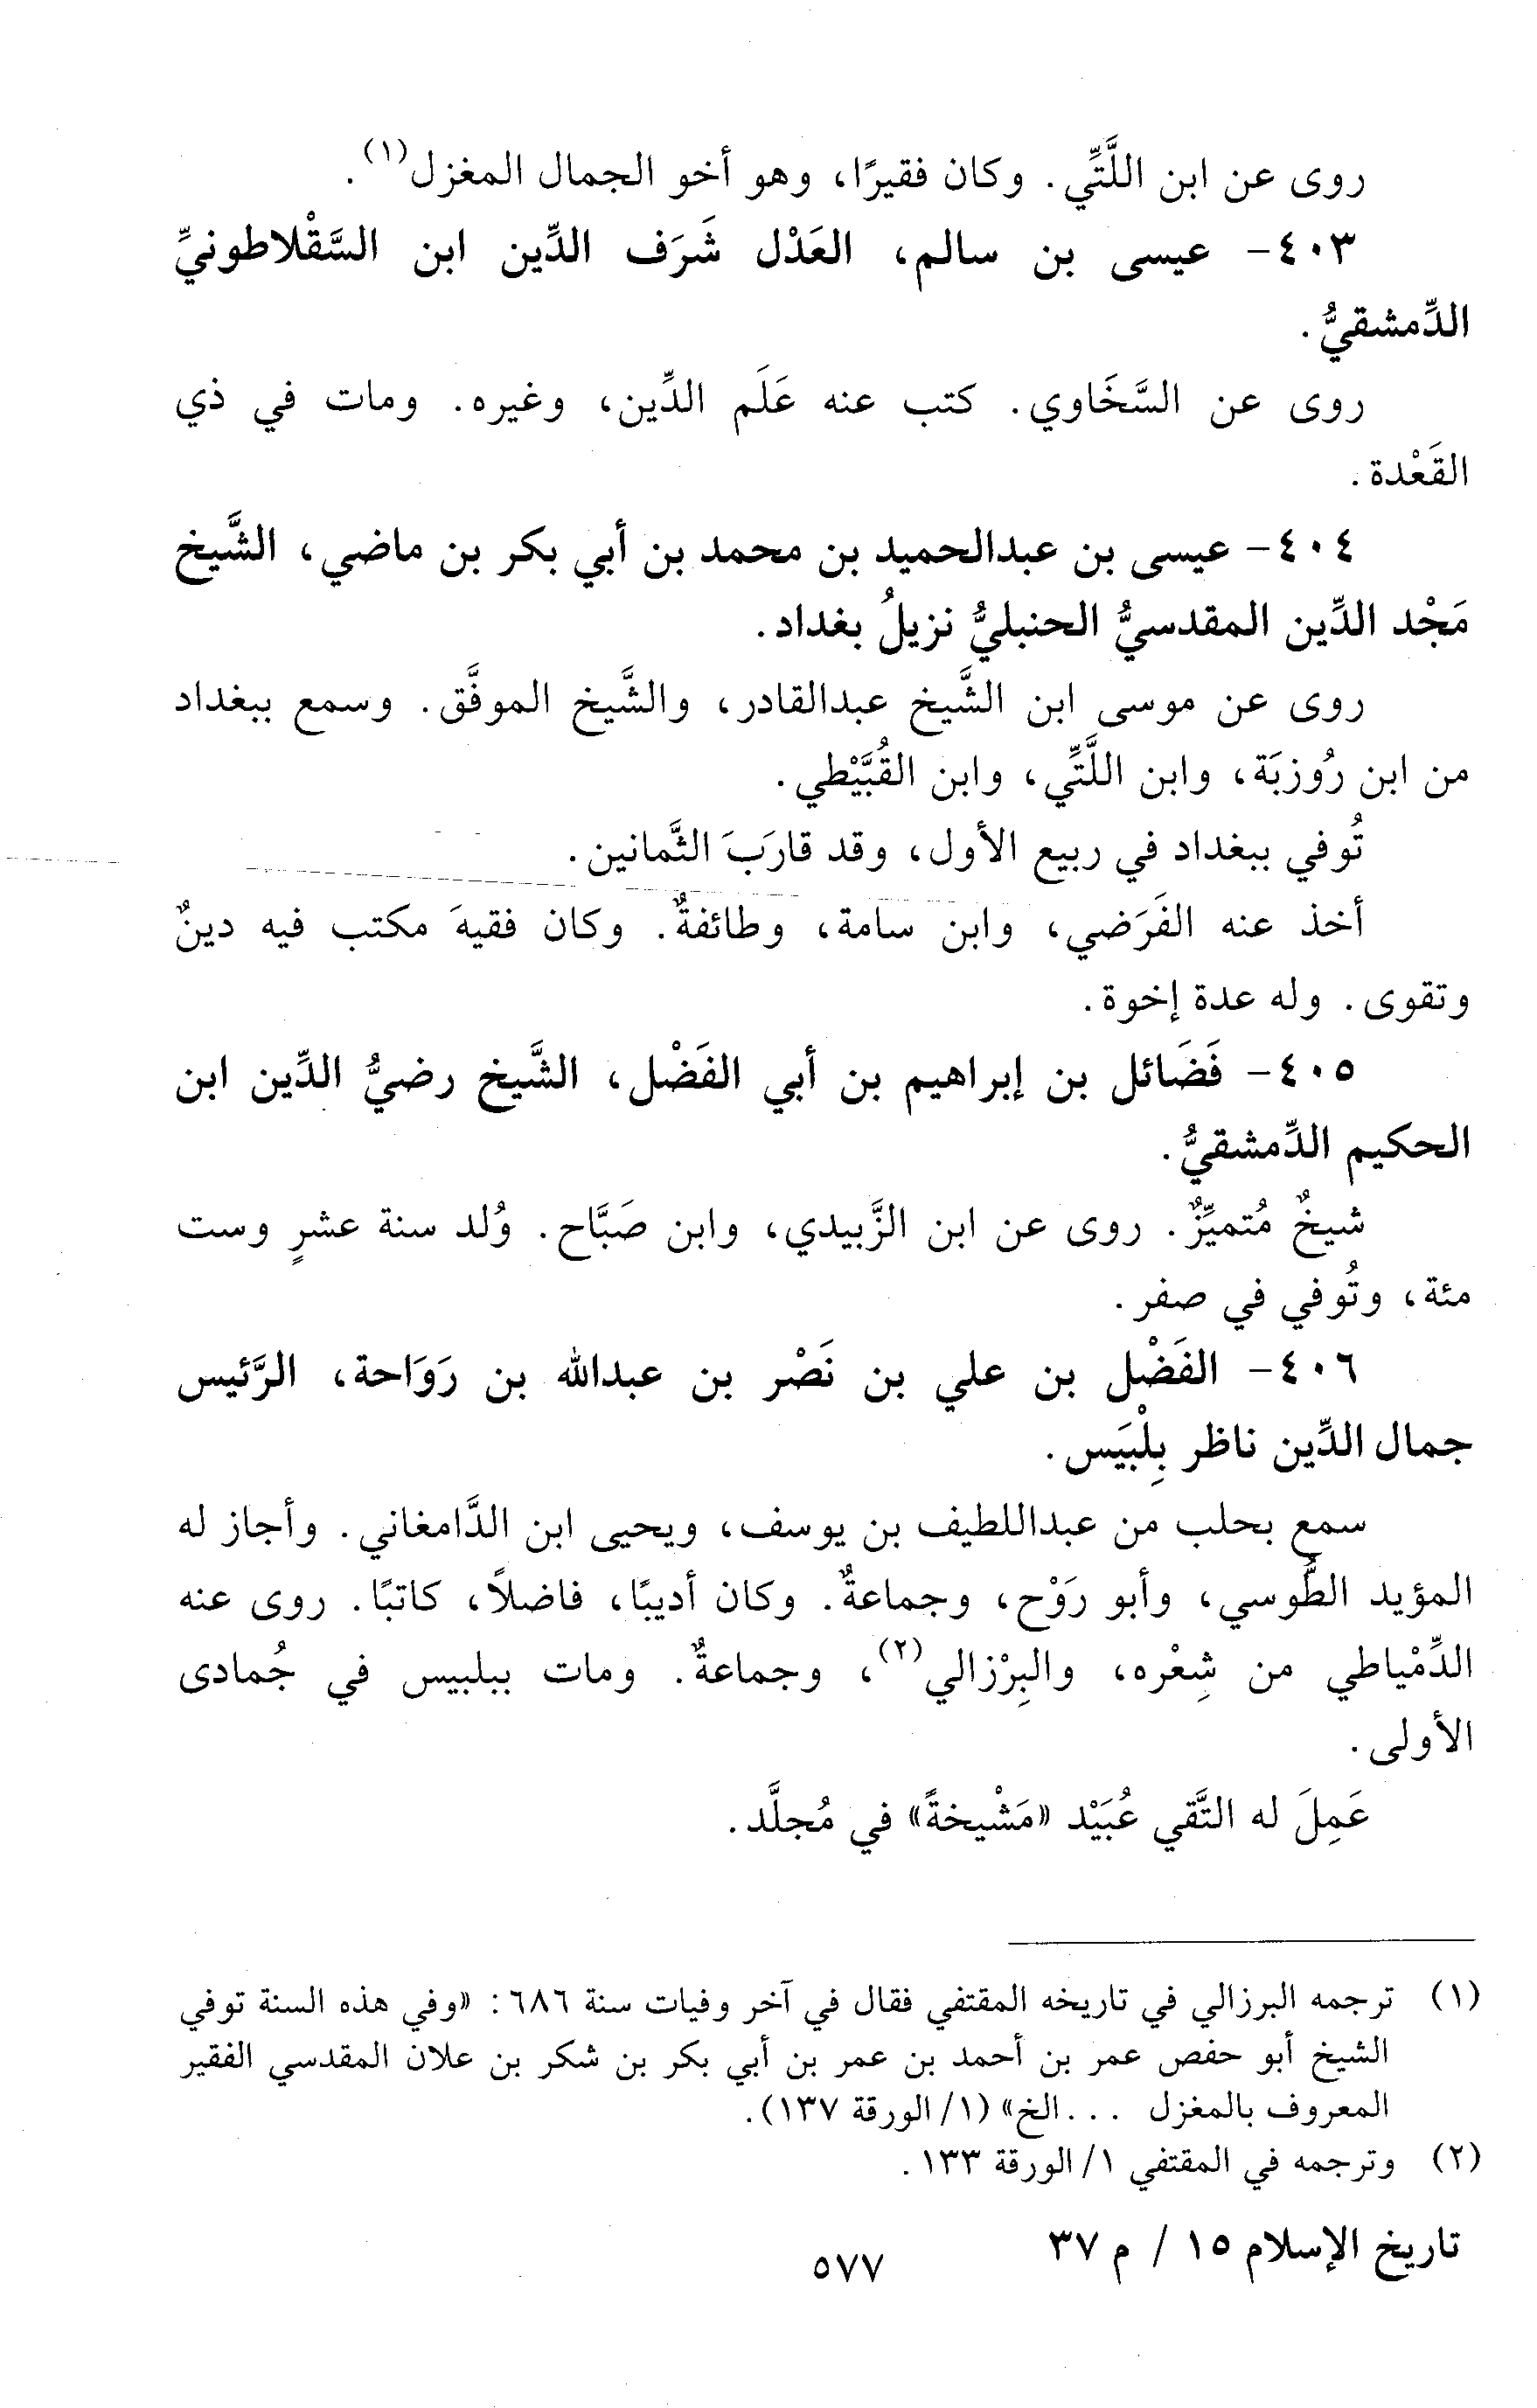 روى عن ابن اللَّتِّي. وكان فقيرًا، وهو أخو الجمال المغزل(١).
٤٠٣- عيسى بن سالم، العَدْل شَرَف الدِّين ابن السَّقْلاطونيِّ
الدِّمشقيُّ.
روى عن السَّخَاوي. كتب عنه عَلَم الدِّين، وغيره. ومات في ذي
القَعْدة.
٤٠٤- عيسى بن عبدالحميد بن محمد بن أبي بكر بن ماضي، الشَّيخ
مَجْد الدِّين المقدسيُّ الحنبليُّ نزيلُ بغداد.
روى عن موسى ابن الشَّيخ عبدالقادر، والشَّيخ الموفَّق. وسمع ببغداد
من ابن رُوزبَة، وابن اللَّتِّي، وابن القُبَّيْطي.
تُوفي ببغداد في ربيع الأول، وقد قارَبَ الثَّمانين.
أخذ عنه الفَرَضي، وابن سامة، وطائفةٌ. وكان فقيهَ مكتب فيه دينٌ
وتقوى. وله عدة إخوة.
٤٠٥- فَضَائل بن إبراهيم بن أبي الفَضْل، الشَّيخ رضيُّ الدِّين ابن
الحكيم الدِّمشقيُّ.
شيخٌ مُتميِّزٌ. روى عن ابن الزَّبيدي، وابن صَبَّاح. وُلد سنة عشرٍ وست
مئة، وتُوفي في صفر.
٤٠٦- الفَضْل بن علي بن نَصْر بن عبدالله بن رَوَاحة، الرَّئيس
جمال الدِّين ناظر بِلْبَيَس.
سمع بحلب من عبداللطيف بن يوسف، ويحيى ابن الدَّامغاني. وأجاز له
المؤيد الطُّوسي، وأبو رَوْح، وجماعةٌ. وكان أديبًا، فاضلًا، كاتبًا. روى عنه
الدِّمْياطي من شِعْره، والبِرْزالي(٢)، وجماعةٌ. ومات ببلبيس في جُمادى
الأولى.
عَمِلَ له التَّقي عُبَيْد «مَشْيخةً» في مُجلَّد.
(١) ترجمه البرزالي في تاريخه المقتفي فقال في آخر وفيات سنة ٦٨٦: «وفي هذه السنة توفي
الشيخ أبو حفص عمر بن أحمد بن عمر بن أبي بكر بن شكر بن علان المقدسي الفقير
المعروف بالمغزل ...الخ» (١/ الورقة ١٣٧).
(٢) وترجمه في المقتفي ١/ الورقة ١٣٣.
تاريخ الإسلام ١٥ / م ٣٧
٥٧٧